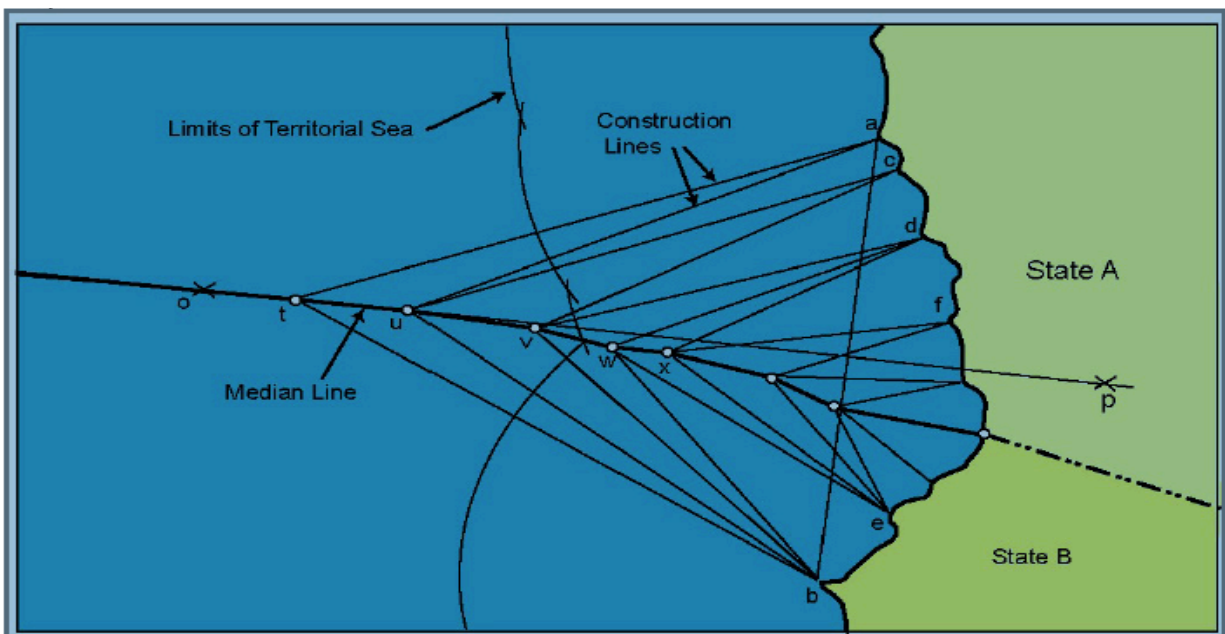 Limits of Territorial Sea
Construction
Lines
a
c
d
State A
o
t
u
v
w
x
f
Median Line
p
e
State B
b